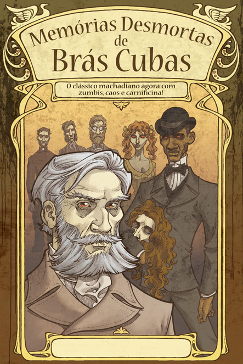 Memórias Desmortas
de
Brás Cubas
O clássico machadiano agora com
zumbis, caos e carnificina!